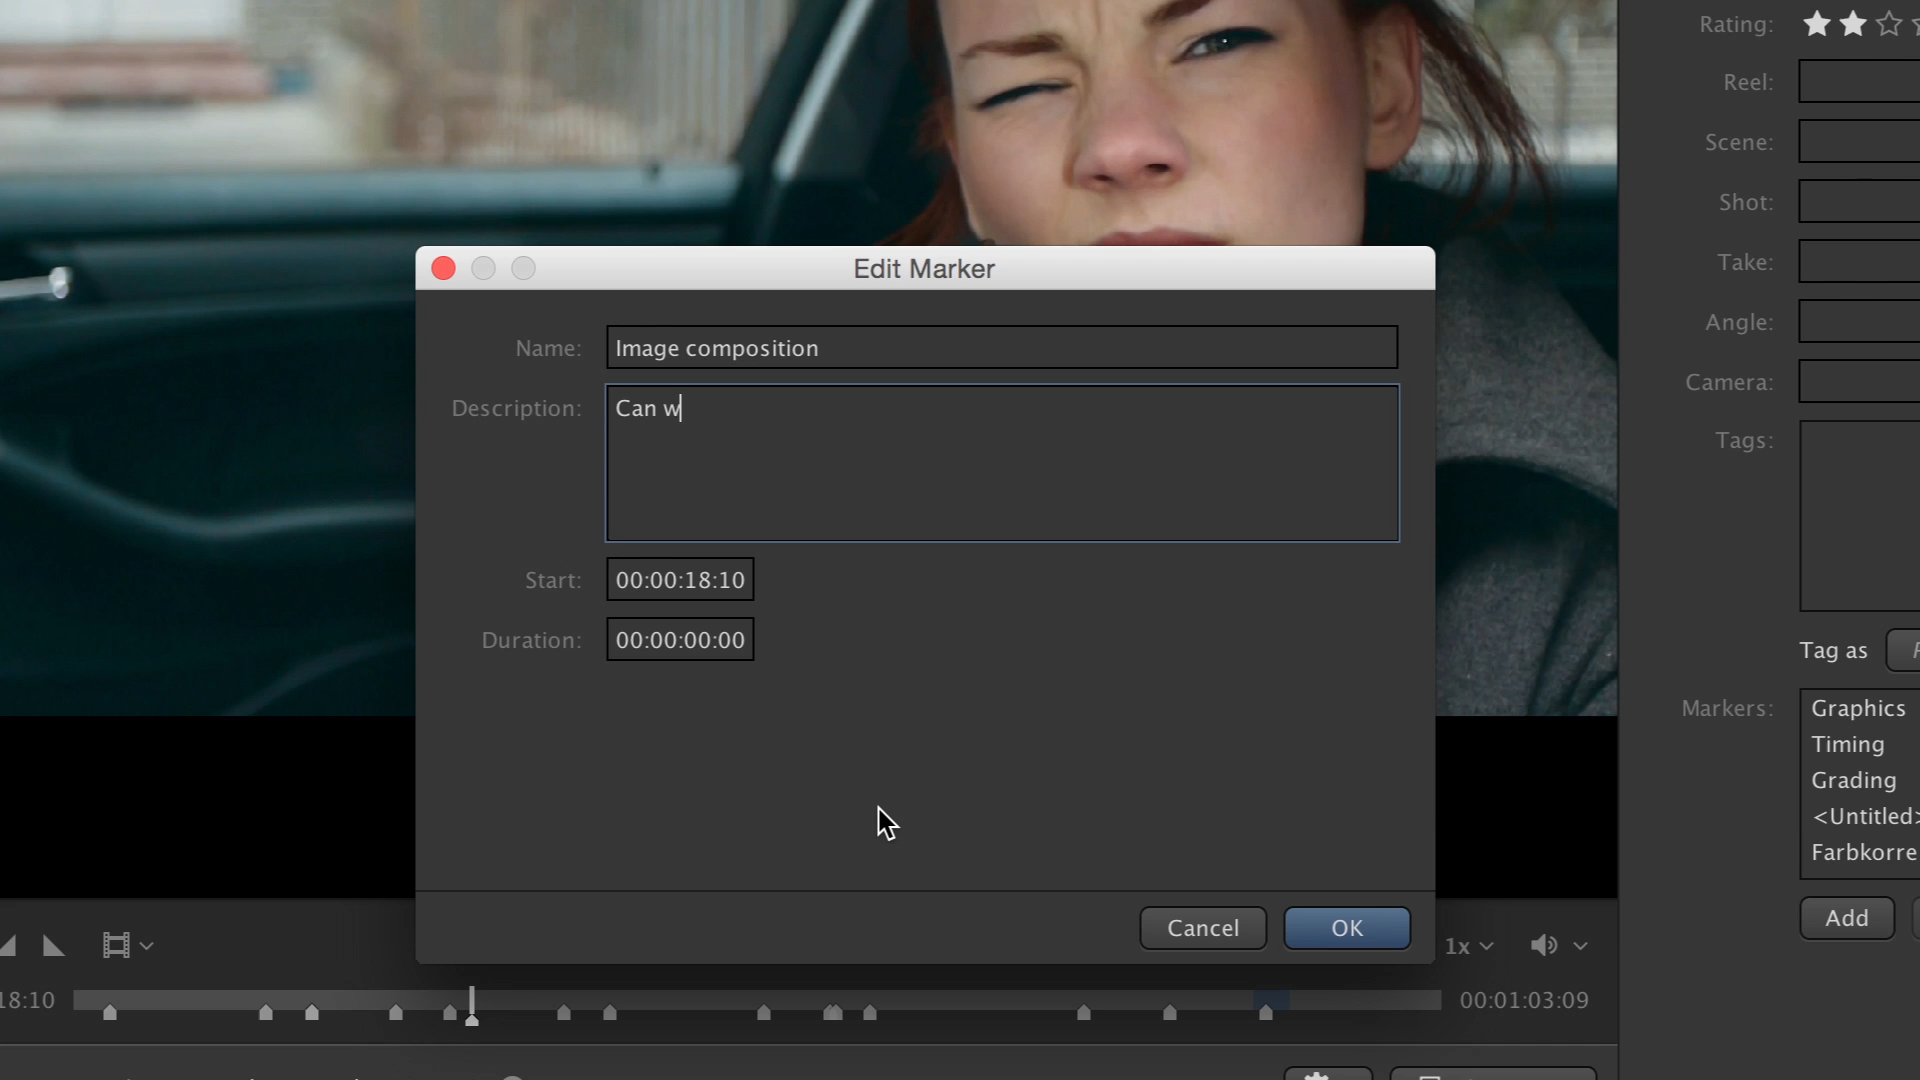 Rating:
Reel:
Scene:
Shot:
Take:
Angle:
Camera:
Tags:
Tag as
Markers:
Graphics
Timing
Grading
<Untitled>
Farbkorre
Add
Edit Marker
Name: Image composition
Description: Can w
Start: 00:00:18:10
Duration: 00:00:00:00
Cancel OK
1x
18:10
00:01:03:09